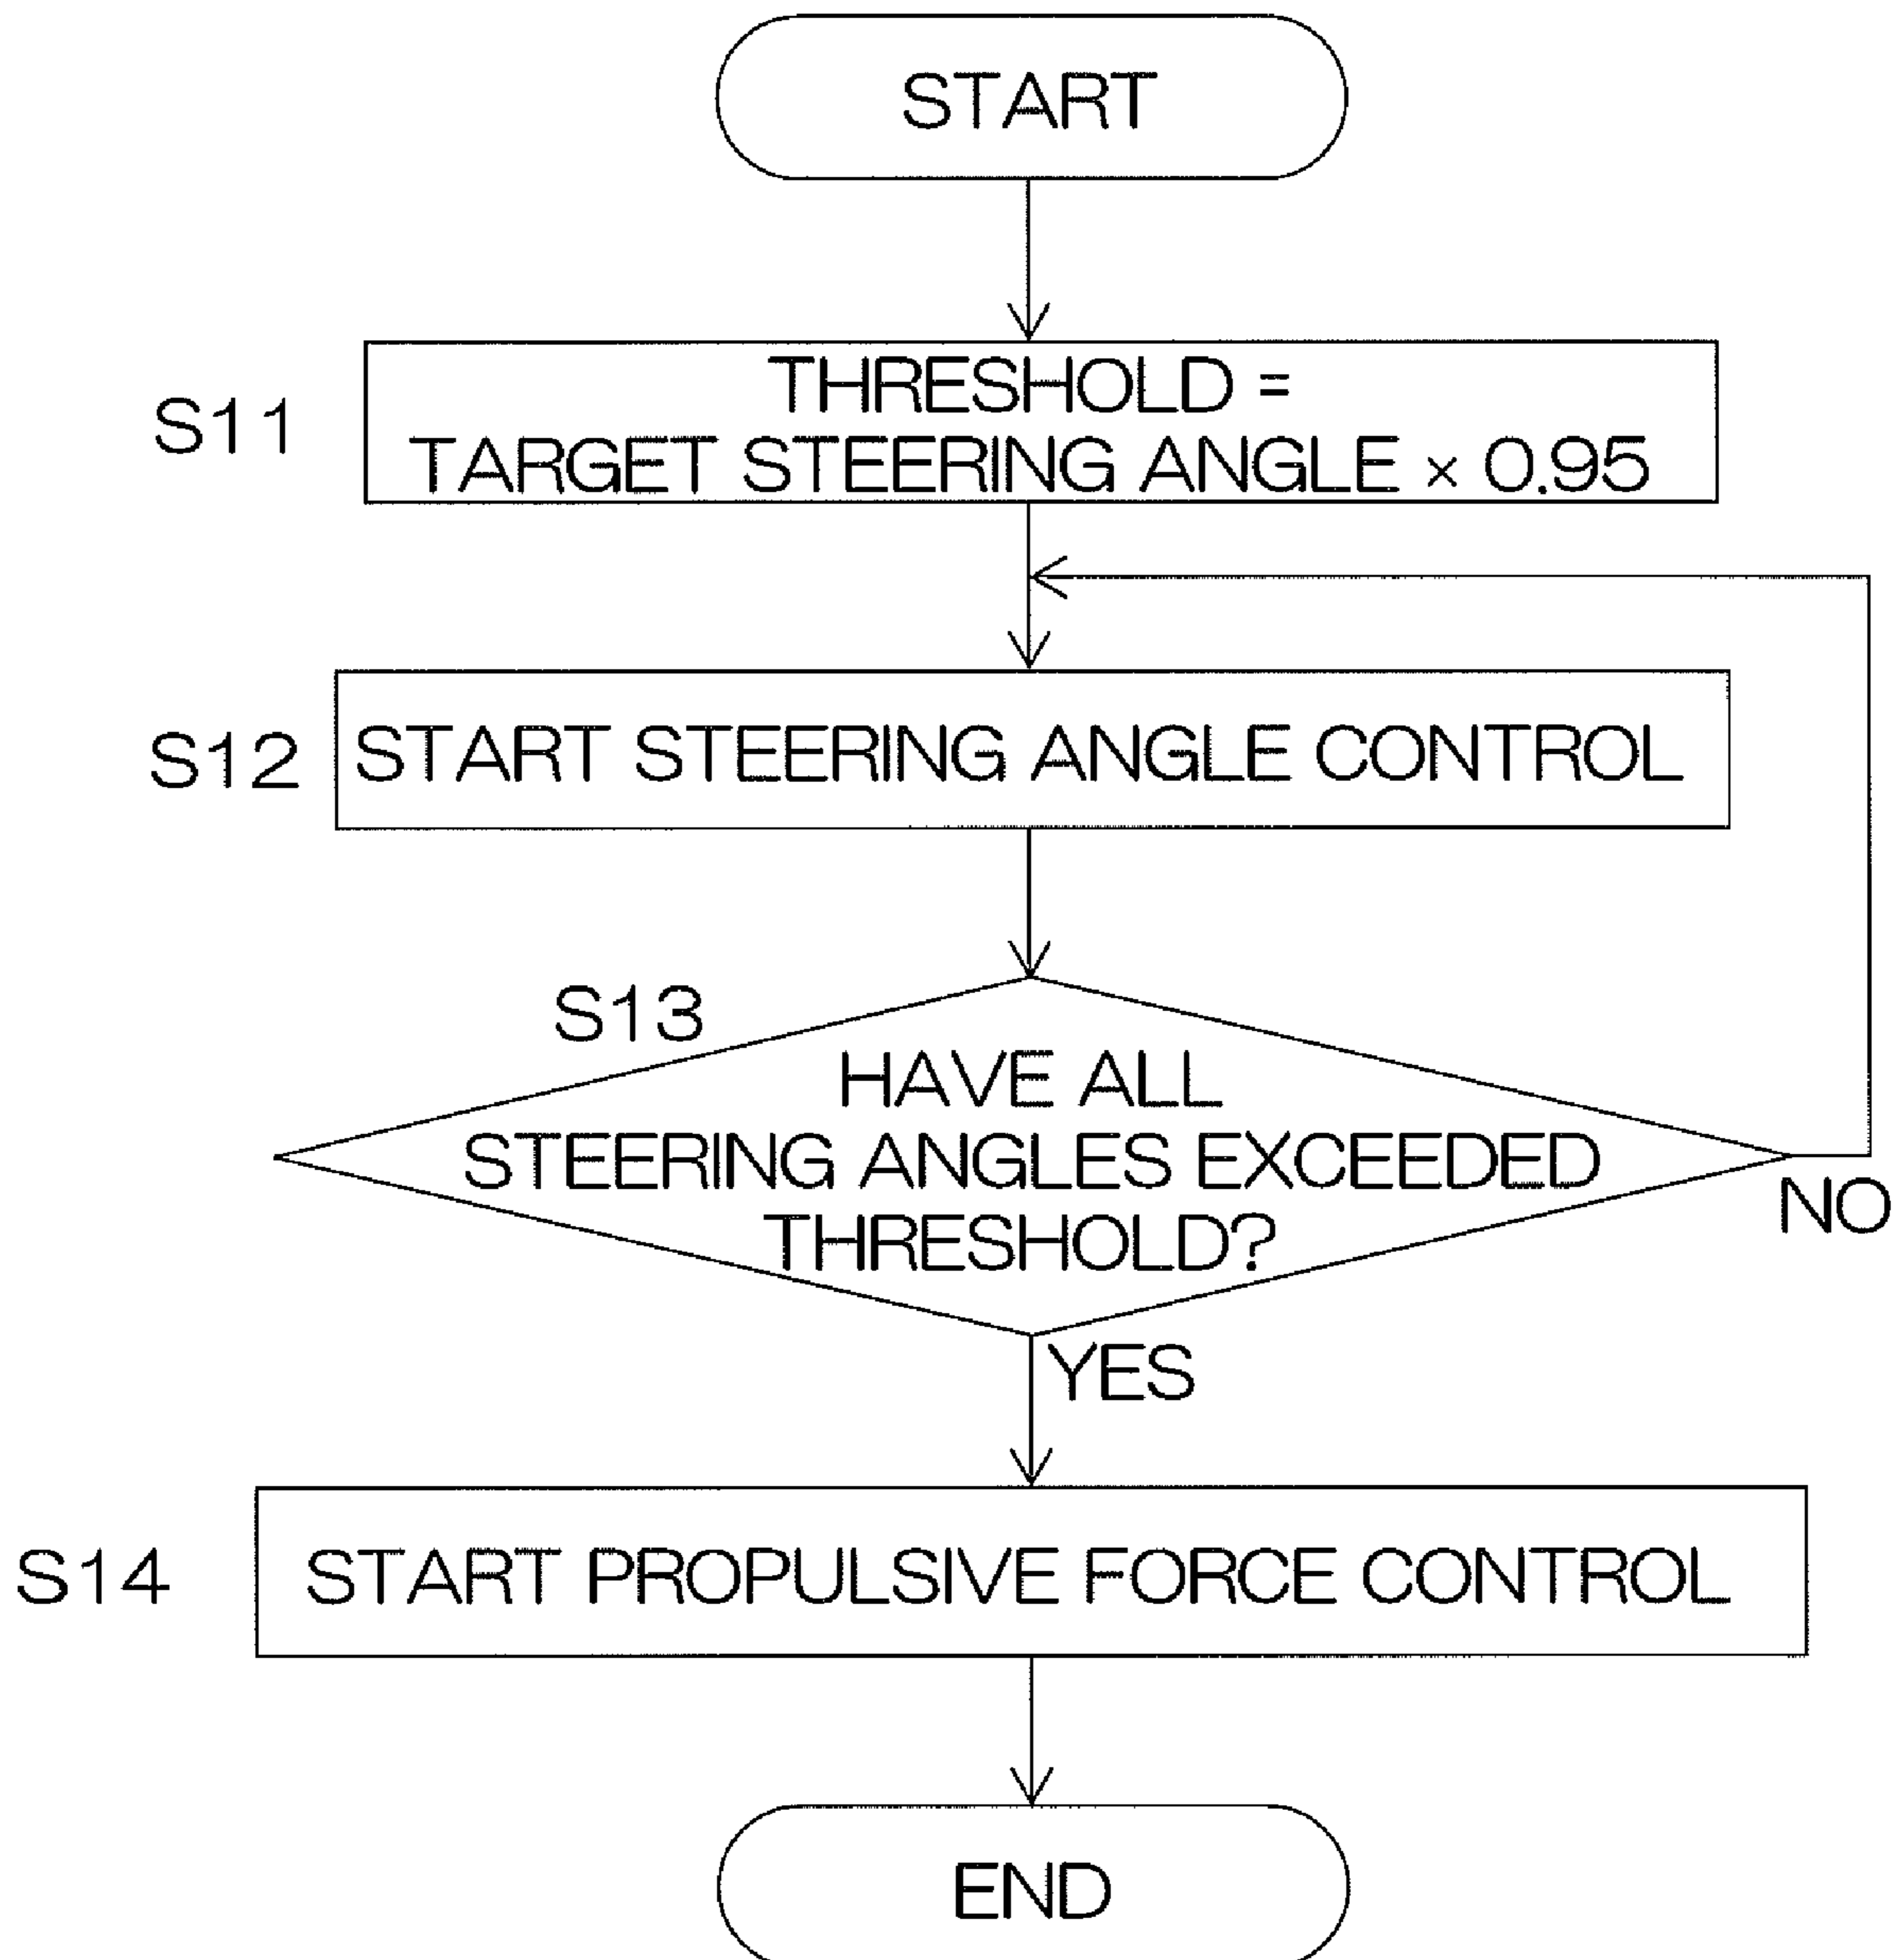 START
S11
THRESHOLD =
TARGET STEERING ANGLE × 0.95
S12
START STEERING ANGLE CONTROL
S13
HAVE ALL
STEERING ANGLES EXCEEDED
THRESHOLD?
NO
YES
S14
START PROPULSIVE FORCE CONTROL
END